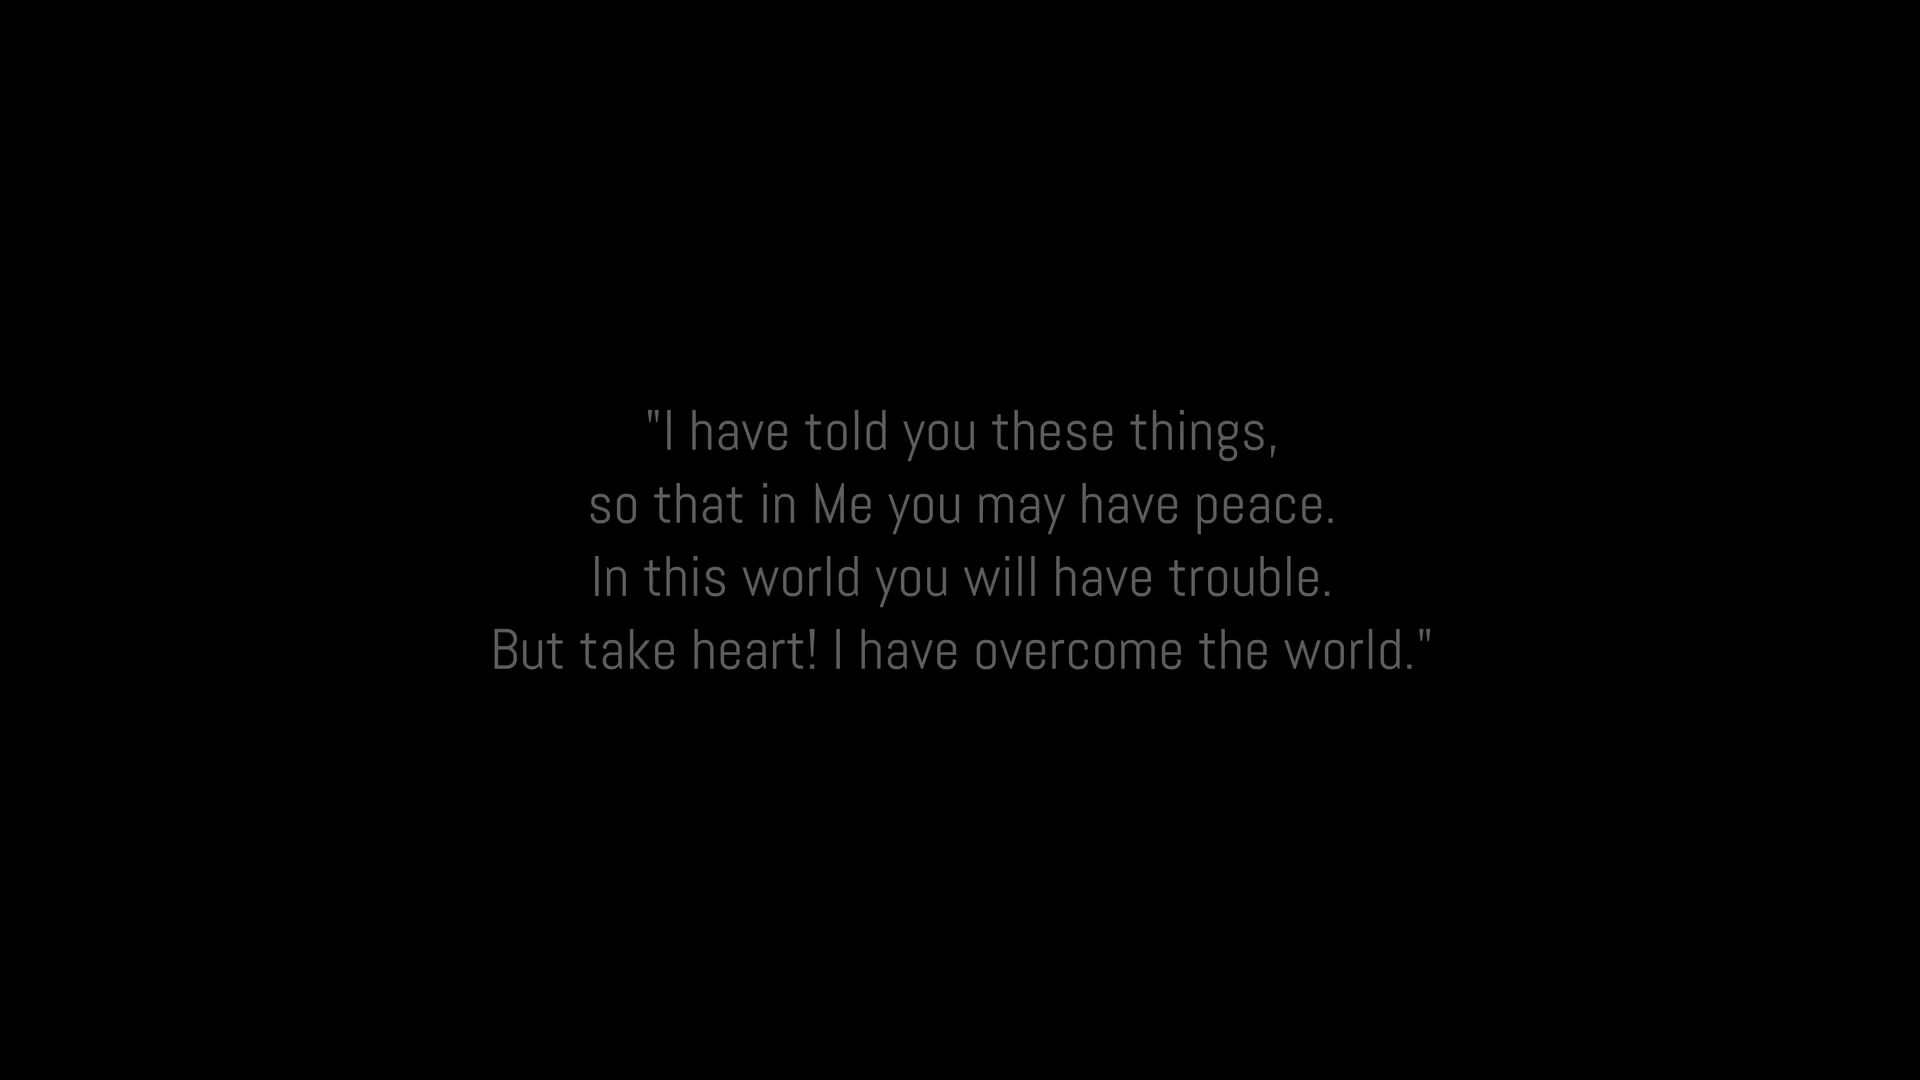 "I have told you these things,
so that in Me you may have peace.
In this world you will have trouble.
But take heart! I have overcome the world."